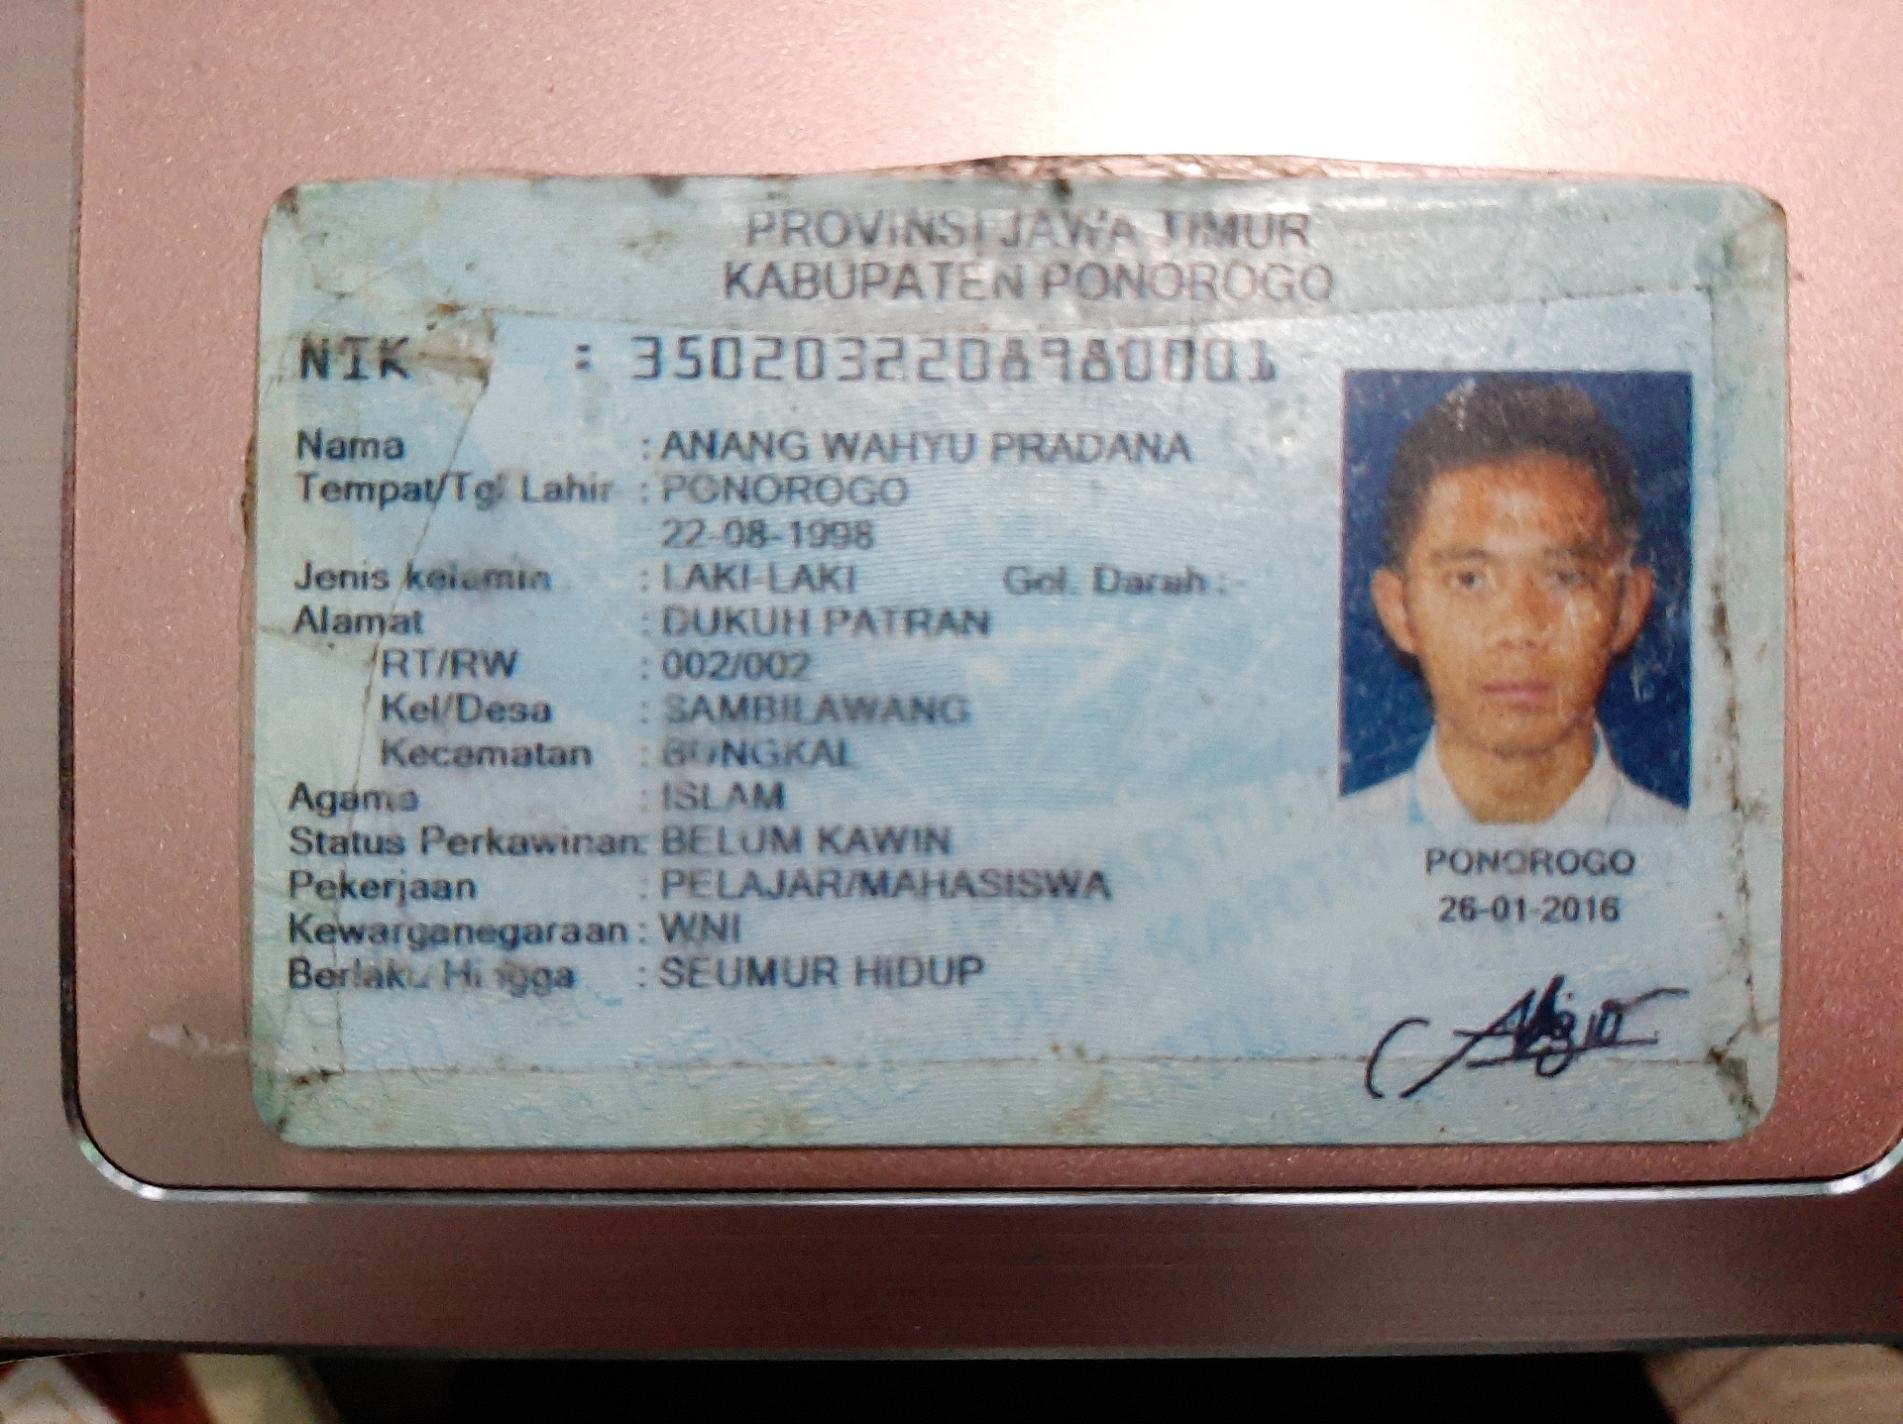 PROVINSI JAWA TIMUR
KABUPATEN PONOROGO
NIK : 3502032208980001
Nama : ANANG WAHYU PRADANA
Tempat/Tgl Lahir : PONOROGO
22-08-1998
Jenis kelamin : LAKI-LAKI Gol. Darah : -
Alamat : DUKUH PATRAN
RT/RW : 002/002
Kel/Desa : SAMBILAWANG
Kecamatan : BUNGKAL
Agama : ISLAM
Status Perkawinan: BELUM KAWIN
Pekerjaan : PELAJAR/MAHASISWA
Kewarganegaraan : WNI
Berlaku Hingga : SEUMUR HIDUP
PONOROGO
26-01-2016